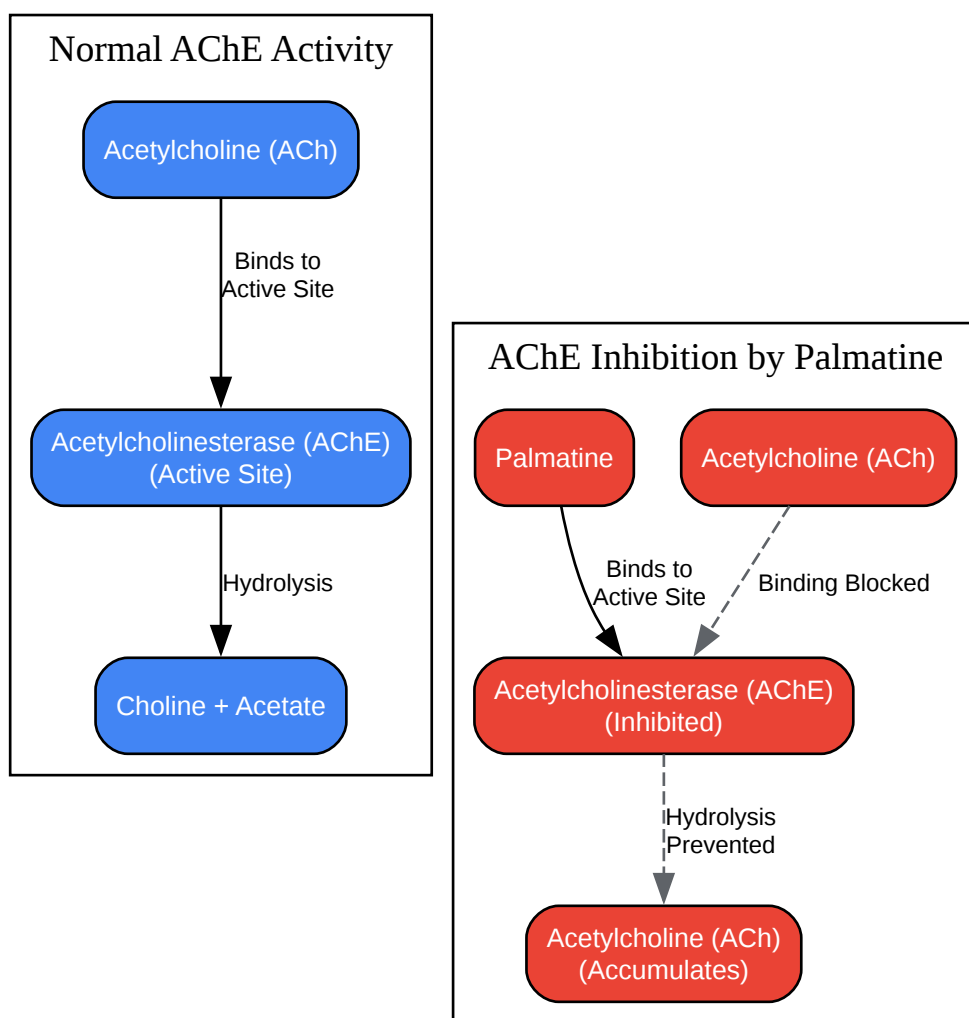 Normal AChE Activity
Acetylcholine (ACh)
Binds to
Active Site
Acetylcholinesterase (AChE)
(Active Site)
Hydrolysis
Choline + Acetate
AChE Inhibition by Palmatine
Palmatine
Acetylcholine (ACh)
Binds to
Active Site
Binding Blocked
Acetylcholinesterase (AChE)
(Inhibited)
Hydrolysis
Prevented
Acetylcholine (ACh)
(Accumulates)